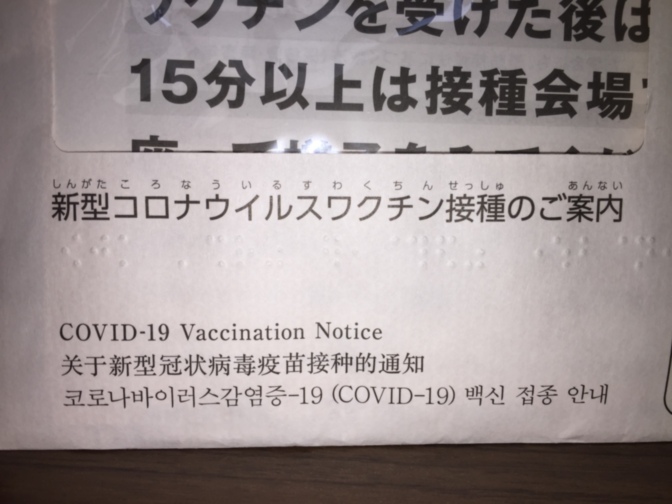 ワクチンを受けた後は
15分以上は接種会場
しんがた ころなういるすわくちん せっしゅ あんない
新型コロナウイルスワクチン接種のご案内
COVID-19 Vaccination Notice
关于新型冠状病毒疫苗接种的通知
코로나바이러스감염증-19 (COVID-19) 백신 접종 안내